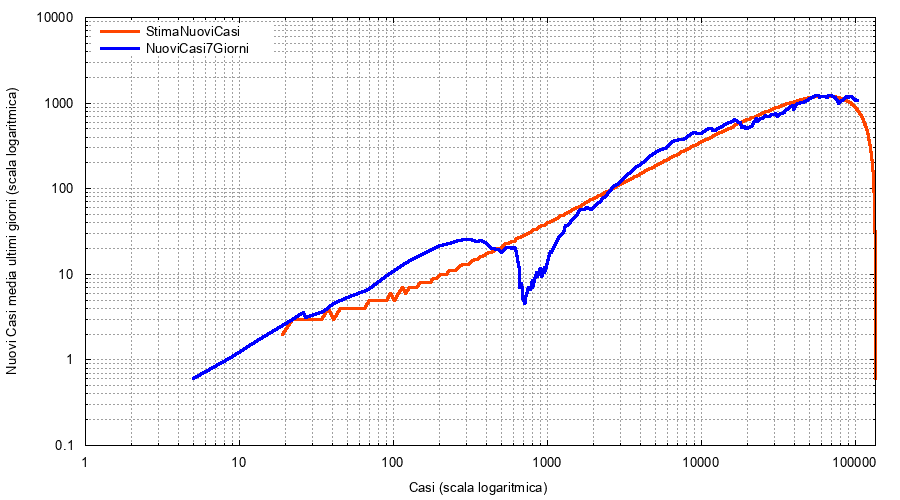 10000
1000
100
10
1
0.1
StimaNuoviCasi
NuoviCasi7Giorni
Nuovi Casi media ultimi giorni (scala logaritmica)
1 10 100 1000 10000 100000
Casi (scala logaritmica)